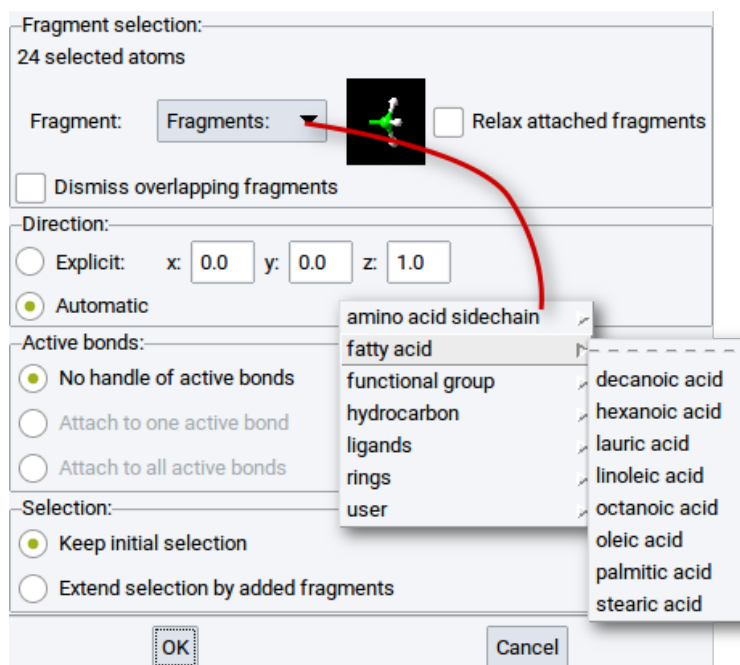 Fragment selection:
24 selected atoms
Fragment: Fragments: Relax attached fragments
Dismiss overlapping fragments
Direction:
Explicit: x: 0.0 y: 0.0 z: 1.0
Automatic
Active bonds:
No handle of active bonds
Attach to one active bond
Attach to all active bonds
Selection:
Keep initial selection
Extend selection by added fragments
OK Cancel
amino acid sidechain
fatty acid
functional group
hydrocarbon
ligands
rings
user
decanoic acid
hexanoic acid
lauric acid
linoleic acid
octanoic acid
oleic acid
palmitic acid
stearic acid